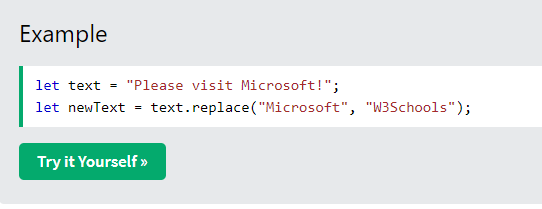 Example
let text = "Please visit Microsoft!";
let newText = text.replace("Microsoft", "W3Schools");
Try it Yourself »